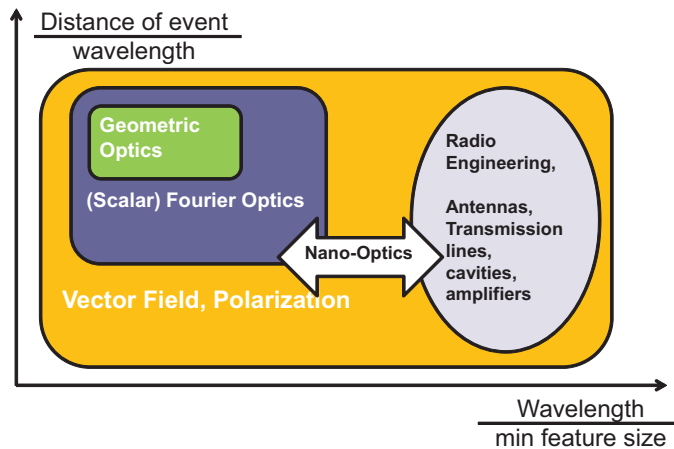 Distance of event
wavelength
Geometric
Optics
(Scalar) Fourier Optics
Radio
Engineering,
Antennas,
Transmission
lines,
cavities,
amplifiers
Nano-Optics
Vector Field, Polarization
Wavelength
min feature size